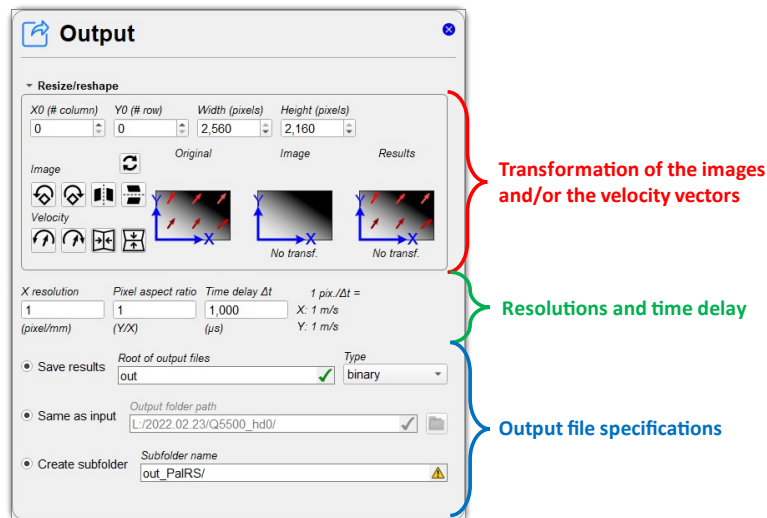 Output
Resize/reshape
X0 (# column) Y0 (# row) Width (pixels) Height (pixels)
0 0 2,560 2,160
Image Original Image Results
Velocity
Y X Y X Y X
No transf. No transf.
Transformation of the images
and/or the velocity vectors
X resolution Pixel aspect ratio Time delay Δt 1 pix./Δt =
1 1 1,000 X: 1 m/s
(pixel/mm) (Y/X) (µs) Y: 1 m/s
Resolutions and time delay
Save results Root of output files Type
out binary
Same as input Output folder path
L:/2022.02.23/Q5500_hd0/
Output file specifications
Create subfolder Subfolder name
out_PaIRS/